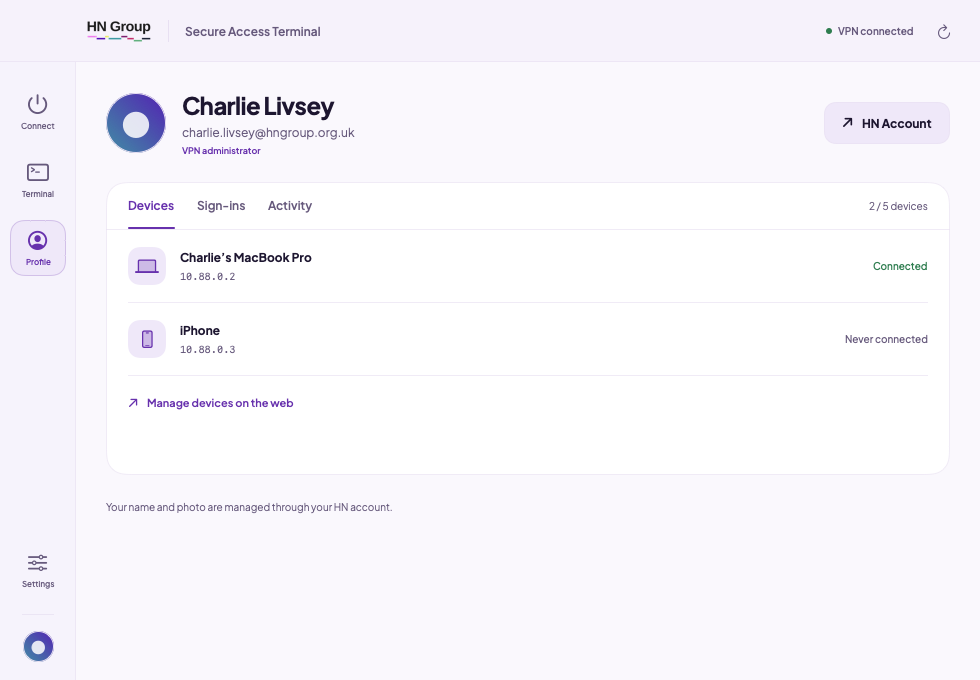 HN Group
Secure Access Terminal
VPN connected
Connect
Terminal
Profile
Settings
Charlie Livsey
charlie.livsey@hngroup.org.uk
VPN administrator
HN Account
Devices Sign-ins Activity
2 / 5 devices
Charlie's MacBook Pro
10.88.0.2
Connected
iPhone
10.88.0.3
Never connected
Manage devices on the web
Your name and photo are managed through your HN account.